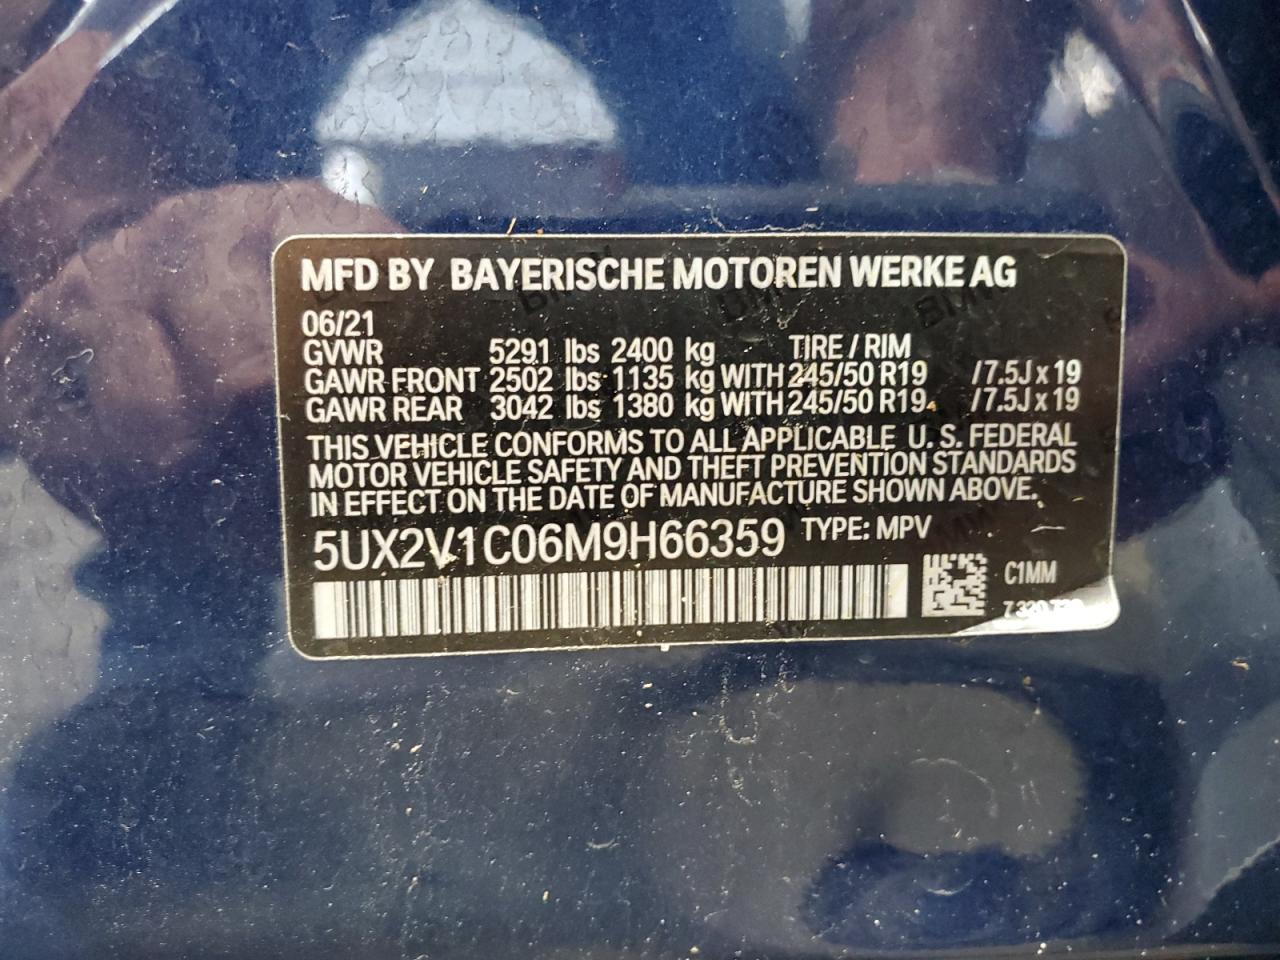 MFD BY BAYERISCHE MOTOREN WERKE AG
06/21
GVWR 5291 lbs 2400 kg TIRE / RIM
GAWR FRONT 2502 lbs 1135 kg WITH 245/50 R19 / 7.5J x 19
GAWR REAR 3042 lbs 1380 kg WITH 245/50 R19 / 7.5J x 19
THIS VEHICLE CONFORMS TO ALL APPLICABLE U. S. FEDERAL
MOTOR VEHICLE SAFETY AND THEFT PREVENTION STANDARDS
IN EFFECT ON THE DATE OF MANUFACTURE SHOWN ABOVE.
5UX2V1C06M9H66359 TYPE: MPV
C1MM